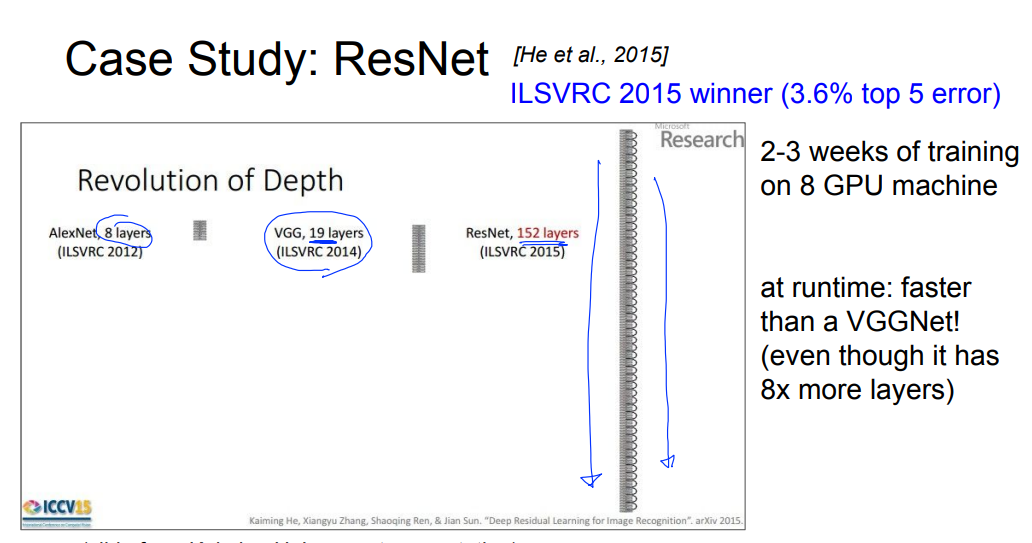 Case Study: ResNet [He et al., 2015]
ILSVRC 2015 winner (3.6% top 5 error)
Microsoft
Research
Revolution of Depth
AlexNet, 8 layers
(ILSVRC 2012)
VGG, 19 layers
(ILSVRC 2014)
ResNet, 152 layers
(ILSVRC 2015)
2-3 weeks of training
on 8 GPU machine
at runtime: faster
than a VGGNet!
(even though it has
8x more layers)
ICCV15
Kaiming He, Xiangyu Zhang, Shaoqing Ren, & Jian Sun. "Deep Residual Learning for Image Recognition". arXiv 2015.